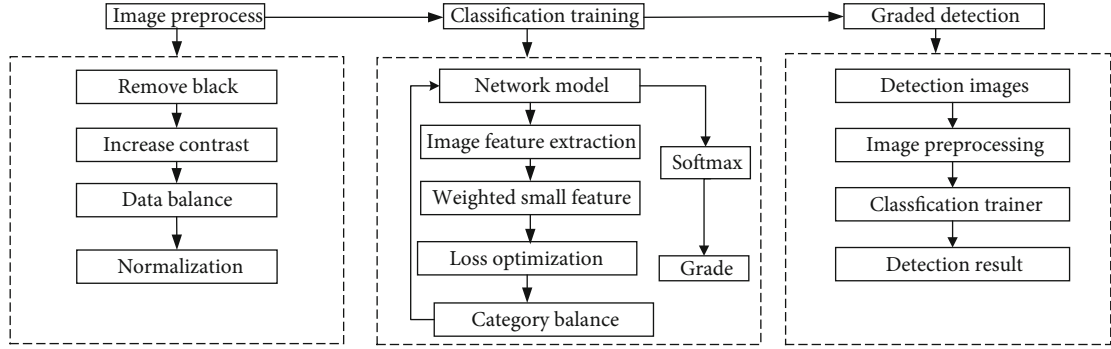 Image preprocess
Classification training
Graded detection
Remove black
Increase contrast
Data balance
Normalization
Network model
Image feature extraction
Weighted small feature
Loss optimization
Category balance
Softmax
Grade
Detection images
Image preprocessing
Classfication trainer
Detection result